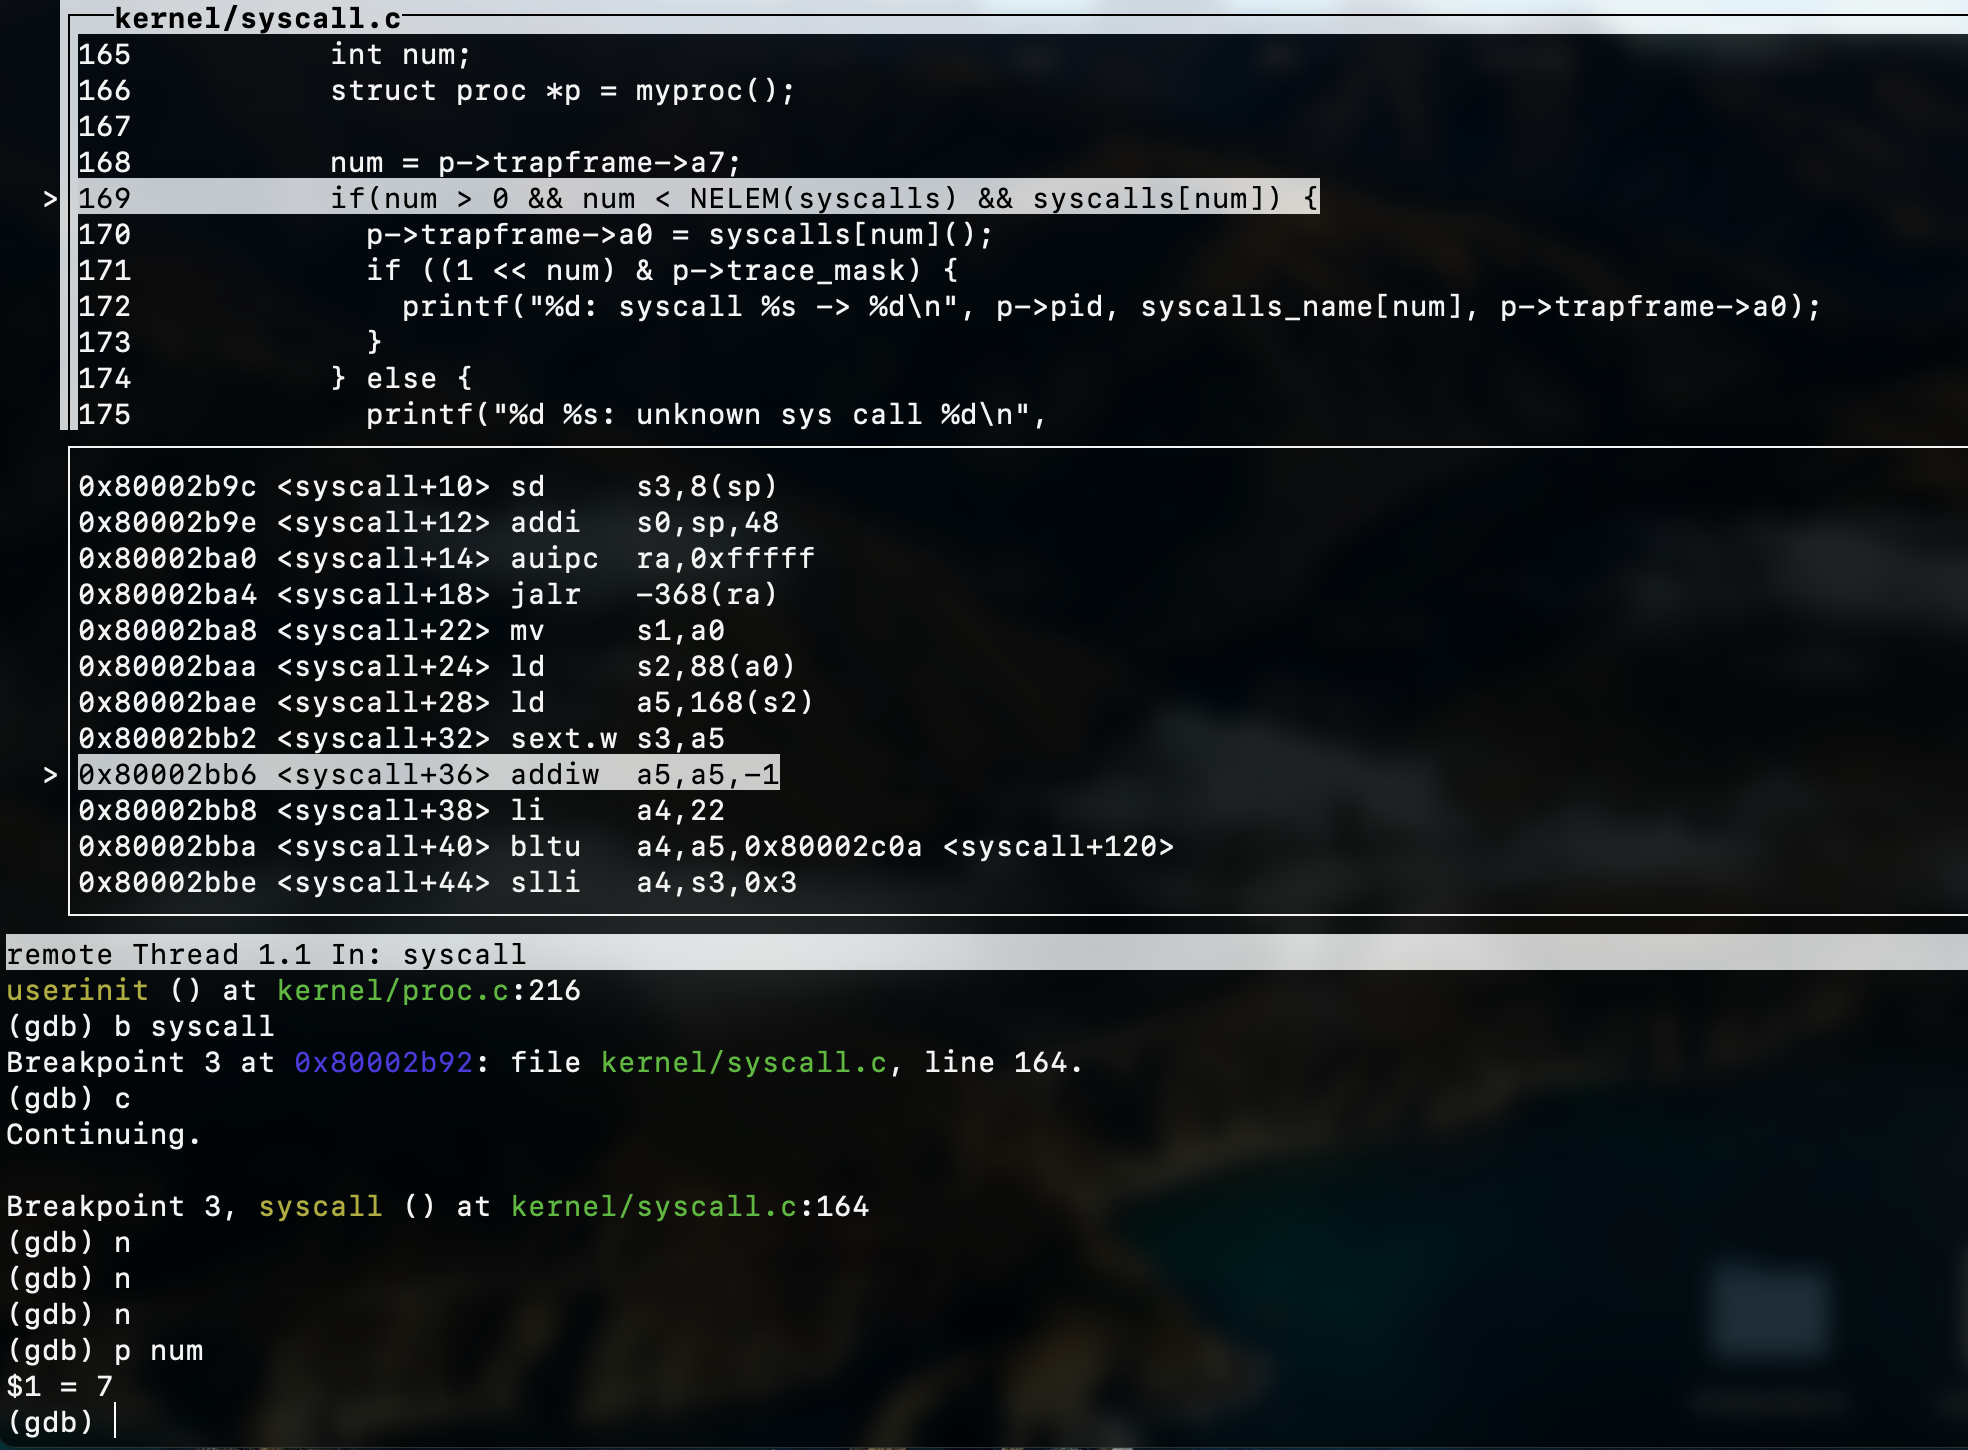 kernel/syscall.c
165           int num;
166           struct proc *p = myproc();
167
168           num = p->trapframe->a7;
> 169           if(num > 0 && num < NELEM(syscalls) && syscalls[num]) {
170             p->trapframe->a0 = syscalls[num]();
171             if ((1 << num) & p->trace_mask) {
172               printf("%d: syscall %s -> %d\n", p->pid, syscalls_name[num], p->trapframe->a0);
173             }
174           } else {
175             printf("%d %s: unknown sys call %d\n",
0x80002b9c <syscall+10> sd     s3,8(sp)
0x80002b9e <syscall+12> addi   s0,sp,48
0x80002ba0 <syscall+14> auipc  ra,0xfffff
0x80002ba4 <syscall+18> jalr   -368(ra)
0x80002ba8 <syscall+22> mv     s1,a0
0x80002baa <syscall+24> ld     s2,88(a0)
0x80002bae <syscall+28> ld     a5,168(s2)
0x80002bb2 <syscall+32> sext.w s3,a5
> 0x80002bb6 <syscall+36> addiw  a5,a5,-1
0x80002bb8 <syscall+38> li     a4,22
0x80002bba <syscall+40> bltu   a4,a5,0x80002c0a <syscall+120>
0x80002bbe <syscall+44> slli   a4,s3,0x3
remote Thread 1.1 In: syscall
userinit () at kernel/proc.c:216
(gdb) b syscall
Breakpoint 3 at 0x80002b92: file kernel/syscall.c, line 164.
(gdb) c
Continuing.
Breakpoint 3, syscall () at kernel/syscall.c:164
(gdb) n
(gdb) n
(gdb) n
(gdb) p num
$1 = 7
(gdb)